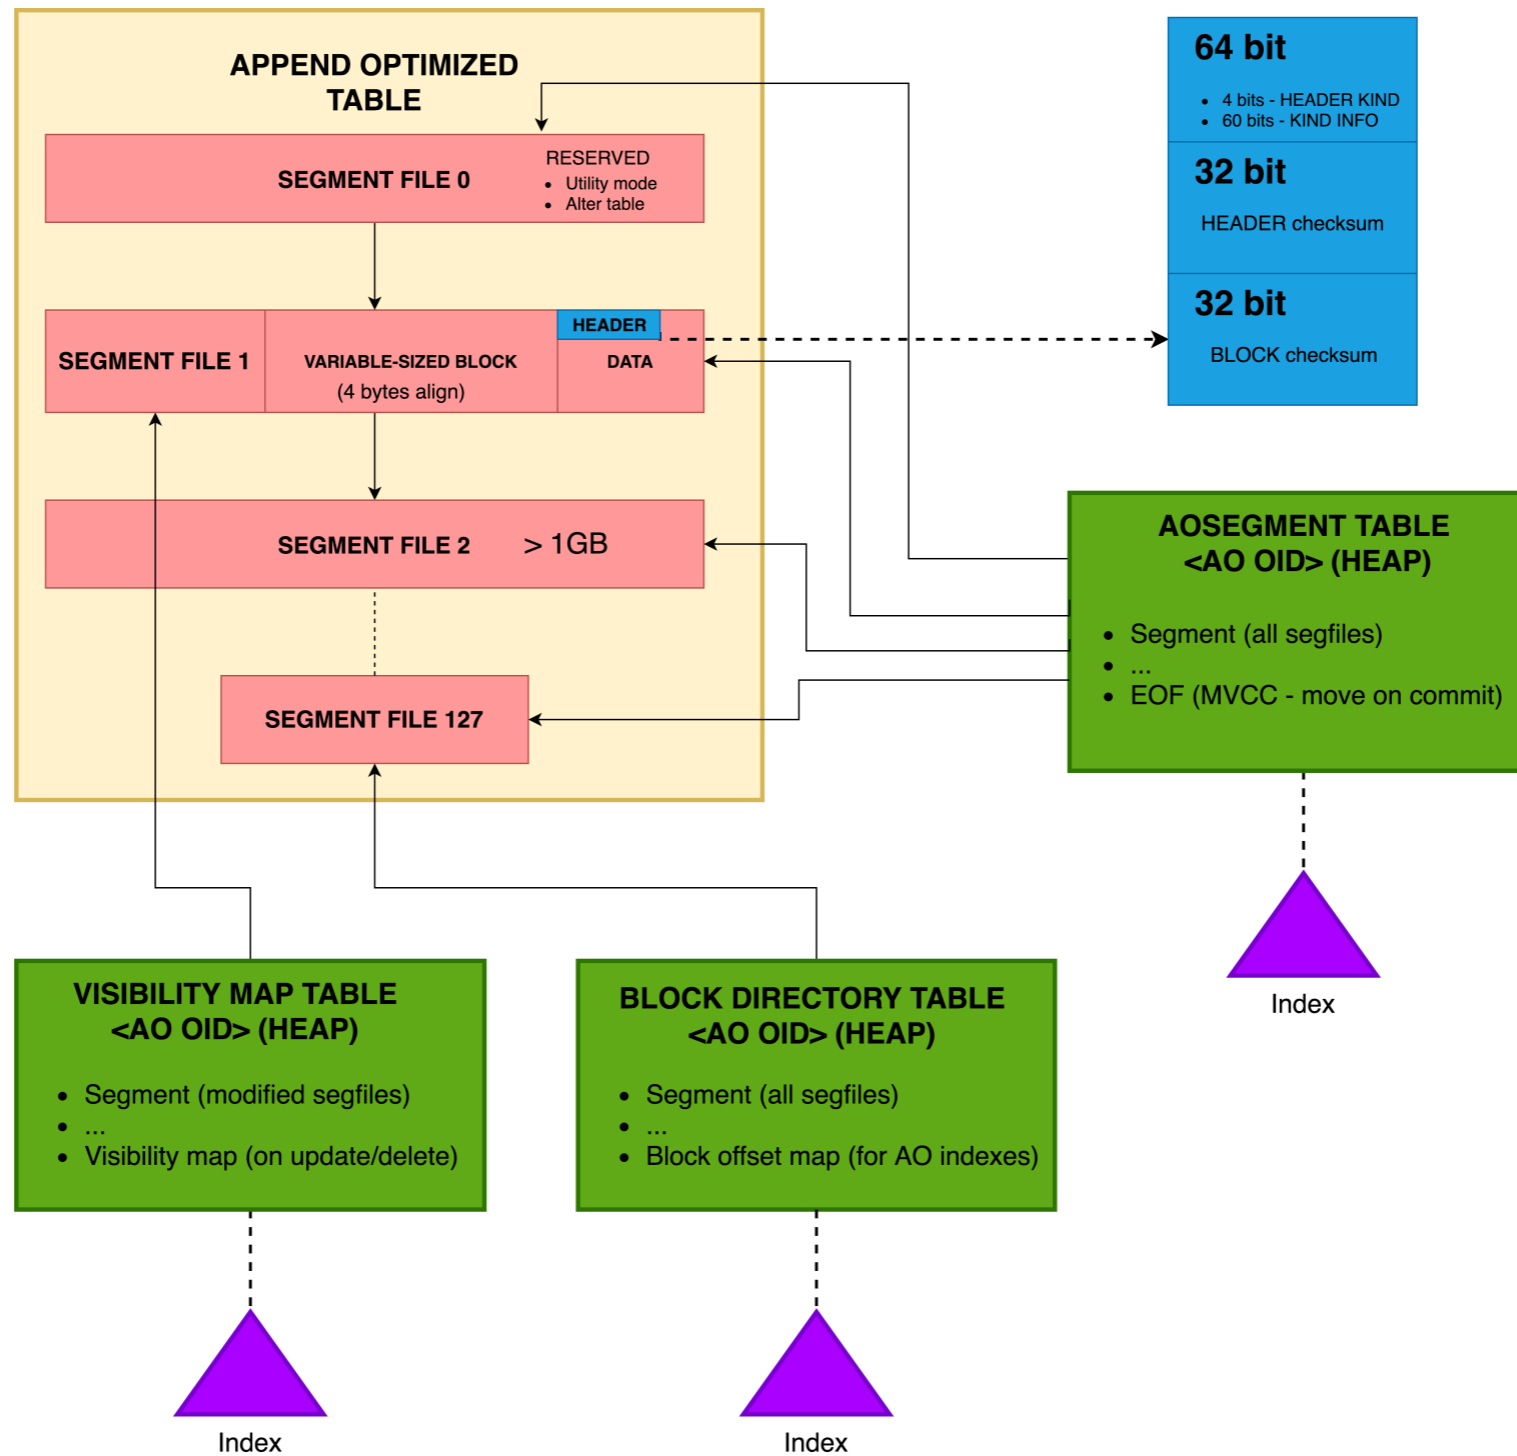 APPEND OPTIMIZED
TABLE
SEGMENT FILE 0
RESERVED
• Utility mode
• Alter table
SEGMENT FILE 1
VARIABLE-SIZED BLOCK
(4 bytes align)
HEADER
DATA
SEGMENT FILE 2
> 1GB
SEGMENT FILE 127
64 bit
• 4 bits - HEADER KIND
• 60 bits - KIND INFO
32 bit
HEADER checksum
32 bit
BLOCK checksum
AOSEGMENT TABLE
<AO OID> (HEAP)
• Segment (all segfiles)
• ...
• EOF (MVCC - move on commit)
Index
VISIBILITY MAP TABLE
<AO OID> (HEAP)
• Segment (modified segfiles)
• ...
• Visibility map (on update/delete)
Index
BLOCK DIRECTORY TABLE
<AO OID> (HEAP)
• Segment (all segfiles)
• ...
• Block offset map (for AO indexes)
Index